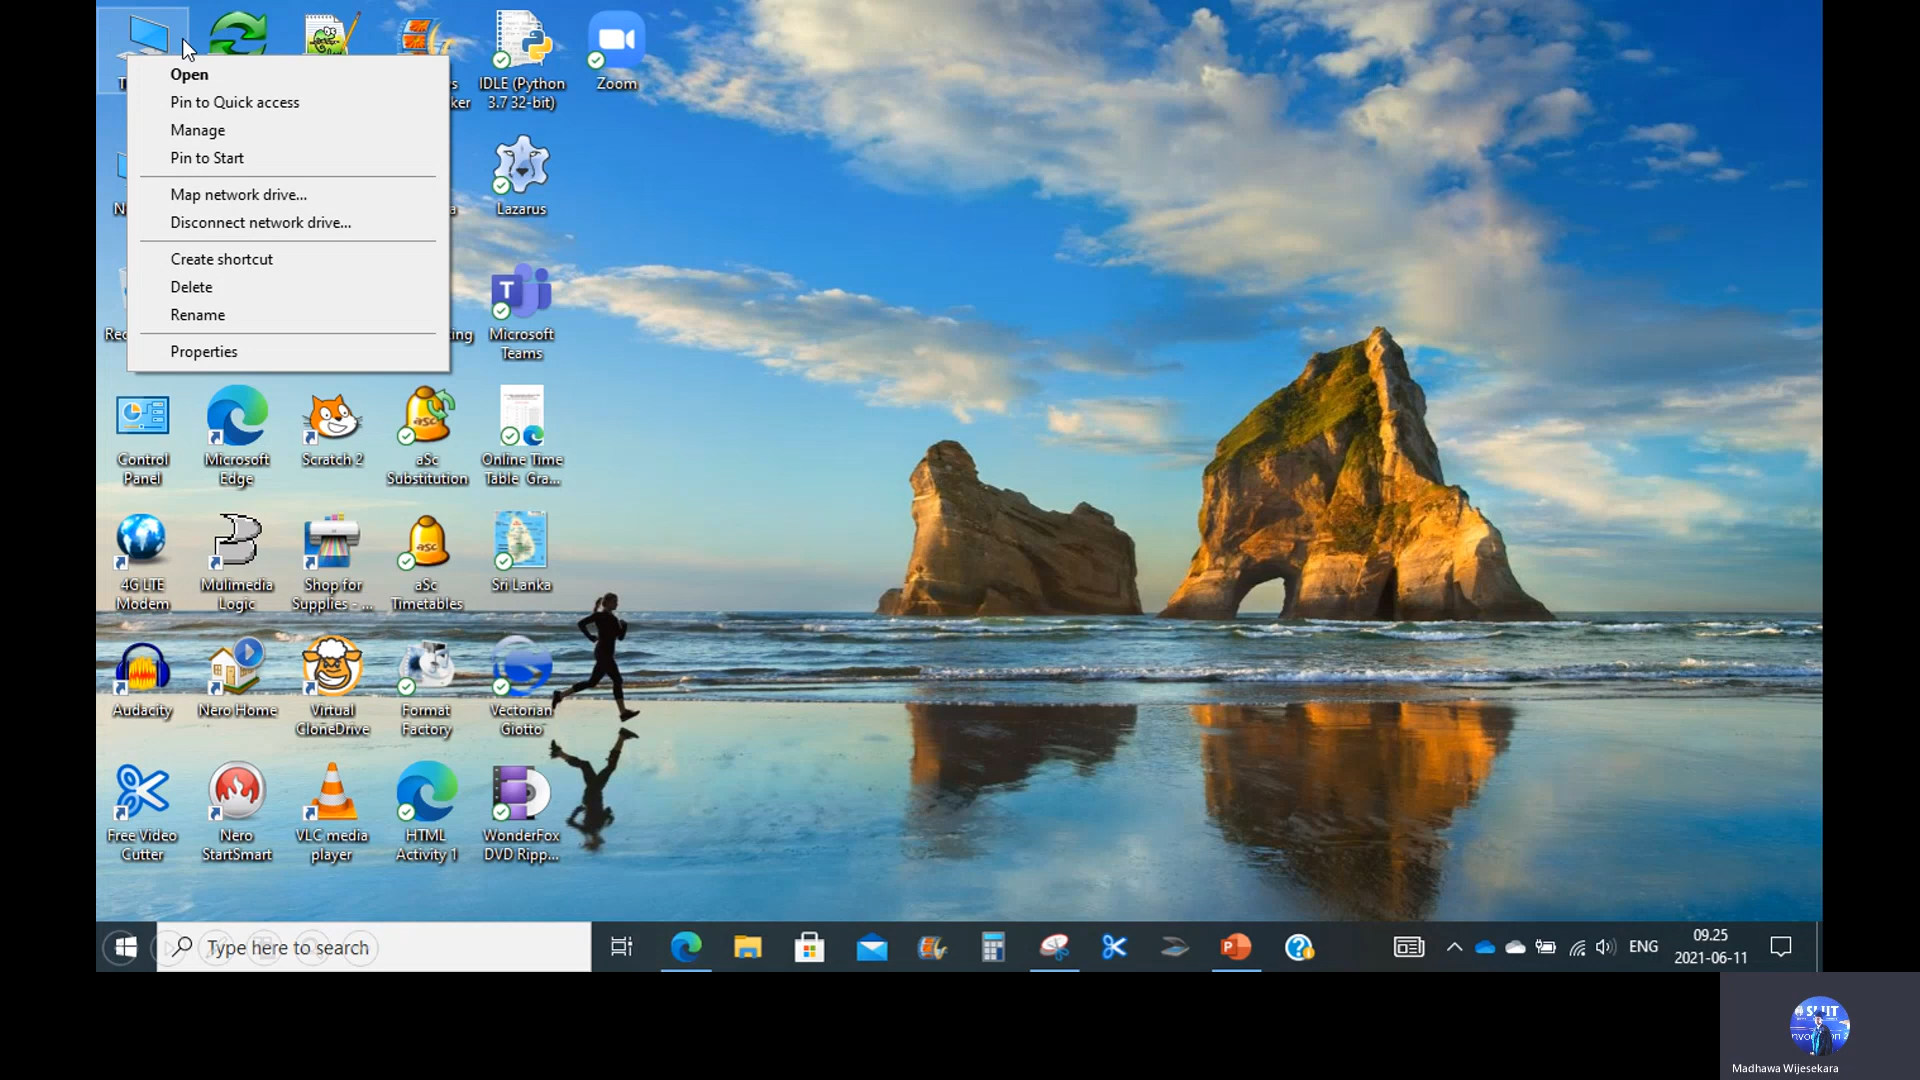 Open
Pin to Quick access
Manage
Pin to Start
Map network drive...
Disconnect network drive...
Create shortcut
Delete
Rename
Properties
IDLE (Python
3.7 32-bit)
Zoom
Lazarus
Microsoft
Teams
Control
Panel
Microsoft
Edge
Scratch 2
aSc
Substitution
Online Time
Table Gra...
4G LTE
Modem
Mulimedia
Logic
Shop for
Supplies - ...
aSc
Timetables
Sri Lanka
Audacity
Nero Home
Virtual
CloneDrive
Format
Factory
Vectorian
Giotto
Free Video
Cutter
Nero
StartSmart
VLC media
player
HTML
Activity 1
WonderFox
DVD Ripp...
Type here to search
ENG
09.25
2021-06-11
Madhawa Wijesekara